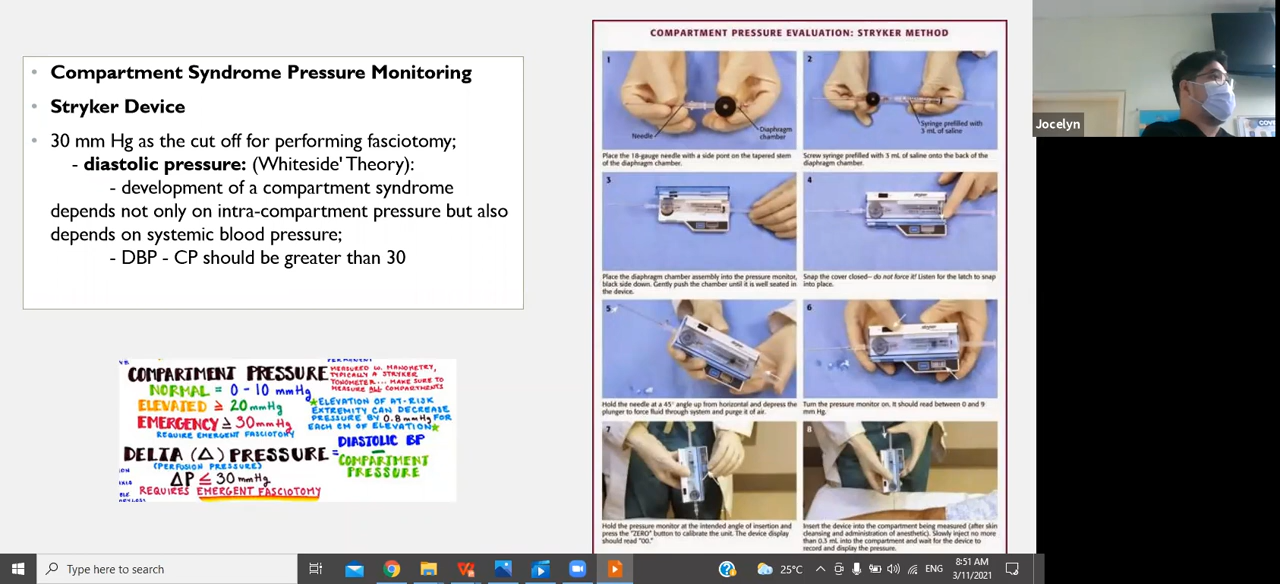 Compartment Syndrome Pressure Monitoring
Stryker Device
30 mm Hg as the cut off for performing fasciotomy;
- diastolic pressure: (Whiteside' Theory):
- development of a compartment syndrome
depends not only on intra-compartment pressure but also
depends on systemic blood pressure;
- DBP - CP should be greater than 30
COMPARTMENT PRESSURE
NORMAL = 0 - 10 mmHg
ELEVATED ≥ 20 mmHg
EMERGENCY ≥ 30 mmHg
REQUIRE EMERGENT FASCIOTOMY
MEASURED w. MANOMETRY,
TYPICALLY A STRYKER
TONOMETER... MAKE SURE TO
MEASURE ALL COMPARTMENTS
ELEVATION OF AT-RISK
EXTREMITY CAN DECREASE
PRESSURE BY 0.8 mmHg FOR
EACH CM OF ELEVATION
DELTA (Δ) PRESSURE =
(PERFUSION PRESSURE)
DIASTOLIC BP
-
COMPARTMENT
PRESSURE
ΔP ≤ 30 mmHg
REQUIRES EMERGENT FASCIOTOMY
COMPARTMENT PRESSURE EVALUATION: STRYKER METHOD
1
Needle
Diaphragm
chamber
Place the 18-gauge needle with a side port on the tapered stem
of the diaphragm chamber.
2
Syringe prefilled with
3 mL of saline
Screw syringe prefilled with 3 mL of saline onto the back of the
diaphragm chamber.
3
Place the diaphragm chamber assembly into the pressure monitor,
black side down. Gently push the chamber until it is well seated in
the device.
4
Snap the cover closed—do not force it! Listen for the latch to snap
into place.
5
Hold the needle at a 45° angle up from horizontal and depress the
plunger to force fluid through system and purge it of air.
6
Turn the pressure monitor on. It should read between 0 and 9
mm Hg.
7
Hold the pressure monitor at the intended angle of insertion and
press the "ZERO" button to calibrate the unit. The device display
should read "00."
8
Insert the device into the compartment being measured (after skin
cleansing and administration of anesthetic). Slowly inject no more
than 0.3 mL into the compartment and wait for the device to
record and display the pressure.
Jocelyn
Type here to search
25°C
ENG
8:51 AM
3/11/2021